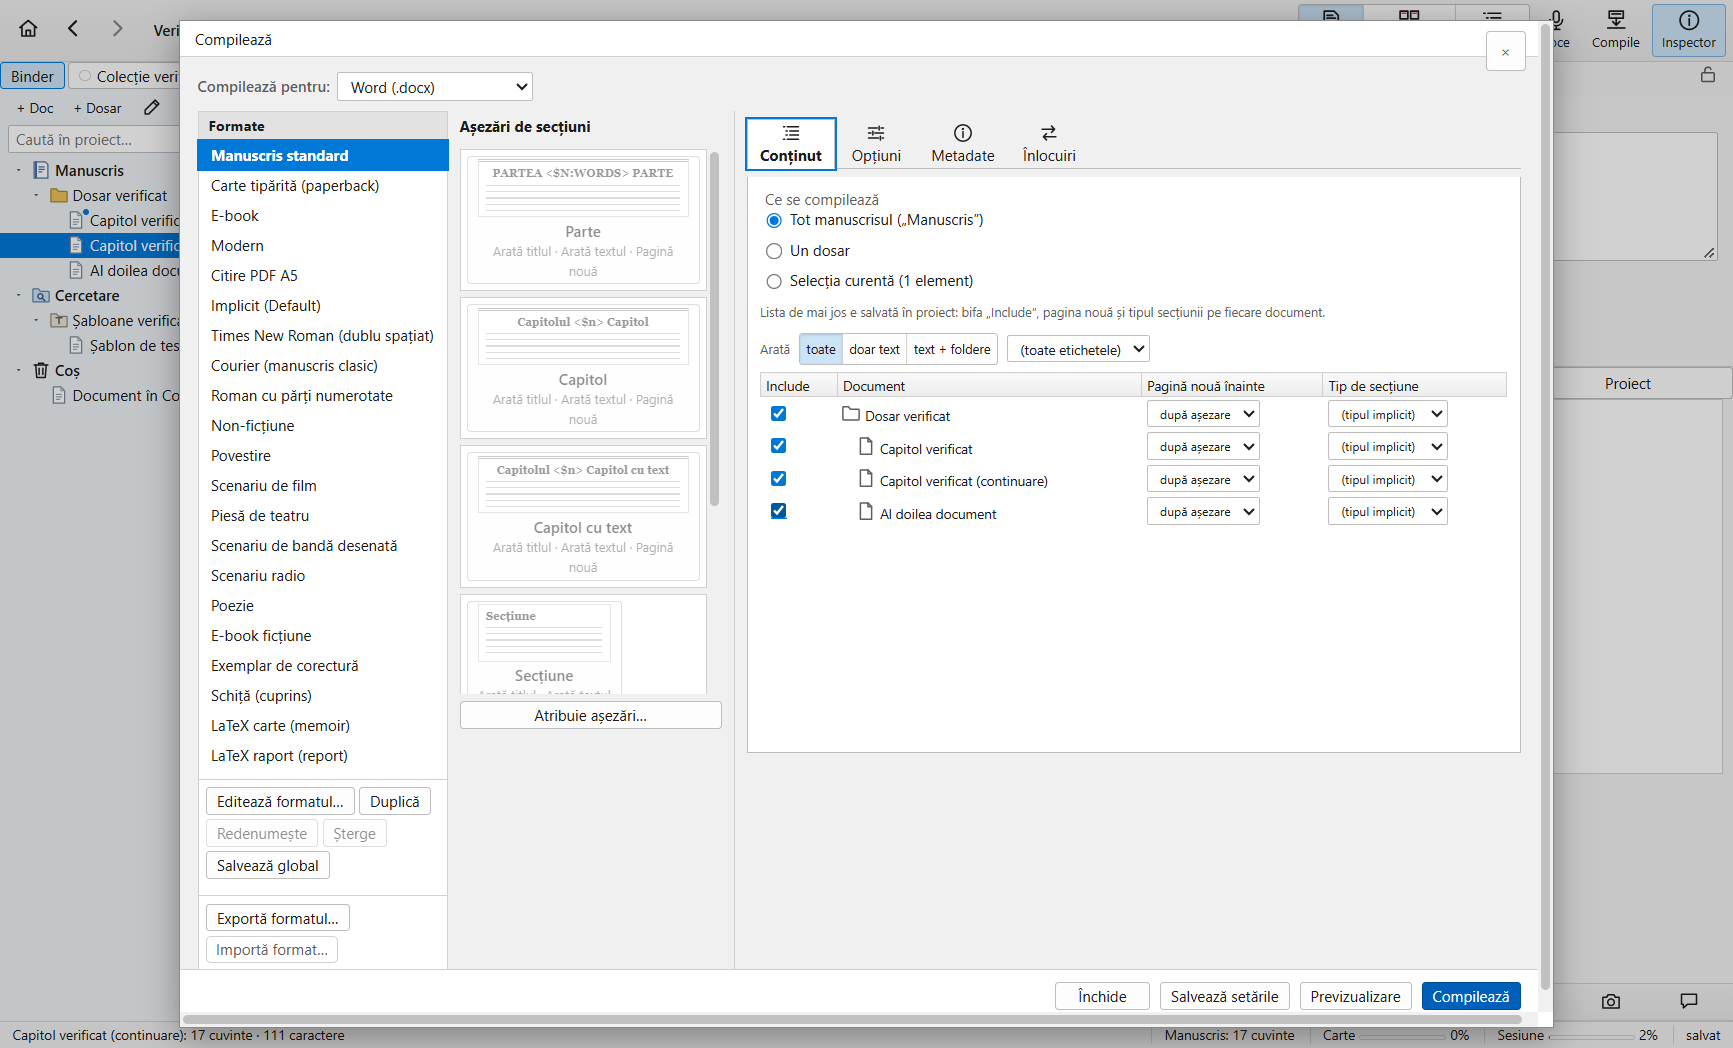 Veri
Compile
Inspector
Binder
Colecție veri
+ Doc
+ Dosar
Caută în proiect...
Manuscris
Dosar verificat
Capitol verific
Capitol verific
Al doilea docu
Cercetare
Șabloane verifica
Șablon de tes
Coș
Document în Co
Compilează
×
Compilează pentru:
Word (.docx)
Formate
Manuscris standard
Carte tipărită (paperback)
E-book
Modern
Citire PDF A5
Implicit (Default)
Times New Roman (dublu spațiat)
Courier (manuscris clasic)
Roman cu părți numerotate
Non-ficțiune
Povestire
Scenariu de film
Piesă de teatru
Scenariu de bandă desenată
Scenariu radio
Poezie
E-book ficțiune
Exemplar de corectură
Schiță (cuprins)
LaTeX carte (memoir)
LaTeX raport (report)
Editează formatul...
Duplică
Redenumește
Șterge
Salvează global
Exportă formatul...
Importă format...
Așezări de secțiuni
PARTEA <$N:WORDS> PARTE
Parte
Arată titlul · Arată textul · Pagină
nouă
Capitolul <$n> Capitol
Capitol
Arată titlul · Arată textul · Pagină
nouă
Capitolul <$n> Capitol cu text
Capitol cu text
Arată titlul · Arată textul · Pagină
nouă
Secțiune
Secțiune
Arată titlul · Arată textul
Atribuie așezări...
Conținut
Opțiuni
Metadate
Înlocuiri
Ce se compilează
Tot manuscrisul („Manuscris”)
Un dosar
Selecția curentă (1 element)
Lista de mai jos e salvată în proiect: bifa „Include”, pagina nouă și tipul secțiunii pe fiecare document.
Arată
toate
doar text
text + foldere
(toate etichetele)
Include
Document
Pagină nouă înainte
Tip de secțiune
Dosar verificat
după așezare
(tipul implicit)
Capitol verificat
după așezare
(tipul implicit)
Capitol verificat (continuare)
după așezare
(tipul implicit)
Al doilea document
după așezare
(tipul implicit)
Închide
Salvează setările
Previzualizare
Compilează
Proiect
Capitol verificat (continuare): 17 cuvinte · 111 caractere
Manuscris: 17 cuvinte
Carte
0%
Sesiune
2%
salvat